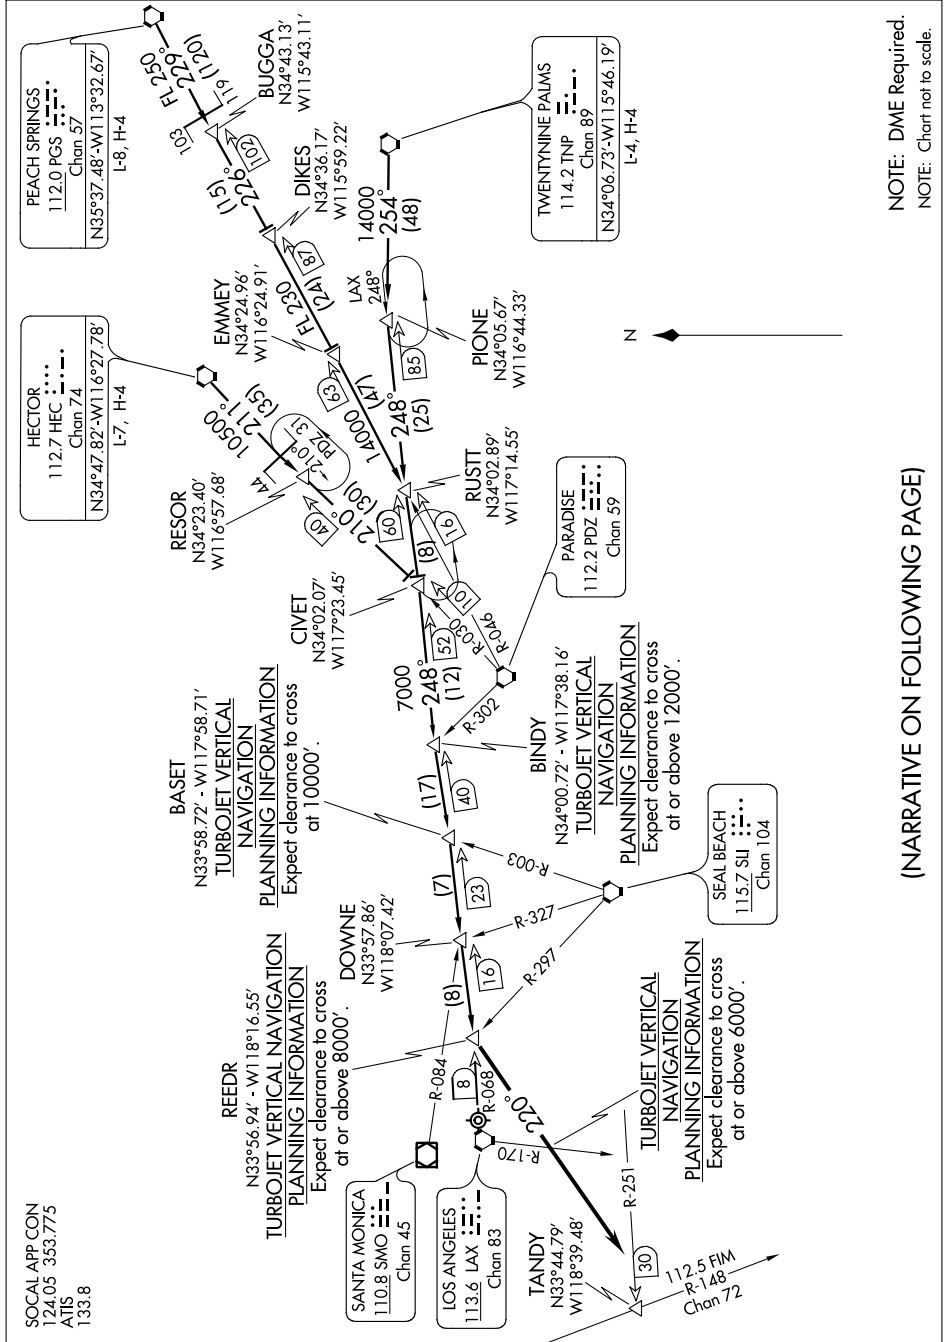 SOCAL APP CON
124.05 353.775
ATIS
133.8
PEACH SPRINGS
112.0 PGS
Chan 57
N35°37.48'-W113°32.67'
L-8, H-4
HECTOR
112.7 HEC
Chan 74
N34°47.82'-W116°27.78'
L-7, H-4
FL 250
229°
119 (120)
103
BUGGA
N34°43.13'
W115°43.11'
102
(15)
226°
DIKES
N34°36.17'
W115°59.22'
87
FL 230
(24)
EMMEY
N34°24.96'
W116°24.91'
63
14000
(47)
TWENTYNINE PALMS
114.2 TNP
Chan 89
N34°06.73'-W115°46.19'
L-4, H-4
14000
254°
(48)
LAX
248°
PIONE
N34°05.67'
W116°44.33'
85
248°
(25)
10500
211°
(35)
210°
PDZ 31
44
RESOR
N34°23.40'
W116°57.68'
40
210°
(30)
RUSTT
N34°02.89'
W117°14.55'
60
16
(8)
CIVET
N34°02.07'
W117°23.45'
10
R-030
R-046
52
PARADISE
112.2 PDZ
Chan 59
7000
248°
(12)
R-302
BINDY
N34°00.72' - W117°38.16'
TURBOJET VERTICAL
NAVIGATION
PLANNING INFORMATION
Expect clearance to cross
at or above 12000'.
40
(17)
BASET
N33°58.72' - W117°58.71'
TURBOJET VERTICAL
NAVIGATION
PLANNING INFORMATION
Expect clearance to cross
at 10000'.
23
(7)
R-003
SEAL BEACH
115.7 SLI
Chan 104
R-327
R-297
DOWNE
N33°57.86'
W118°07.42'
16
(8)
R-084
REEDR
N33°56.94' - W118°16.55'
TURBOJET VERTICAL NAVIGATION
PLANNING INFORMATION
Expect clearance to cross
at or above 8000'.
8
R-068
SANTA MONICA
110.8 SMO
Chan 45
LOS ANGELES
113.6 LAX
Chan 83
220°
R-170
TURBOJET VERTICAL
NAVIGATION
PLANNING INFORMATION
Expect clearance to cross
at or above 6000'.
R-251
TANDY
N33°44.79'
W118°39.48'
30
112.5 FIM
R-148
Chan 72
N
NOTE: DME Required.
NOTE: Chart not to scale.
(NARRATIVE ON FOLLOWING PAGE)